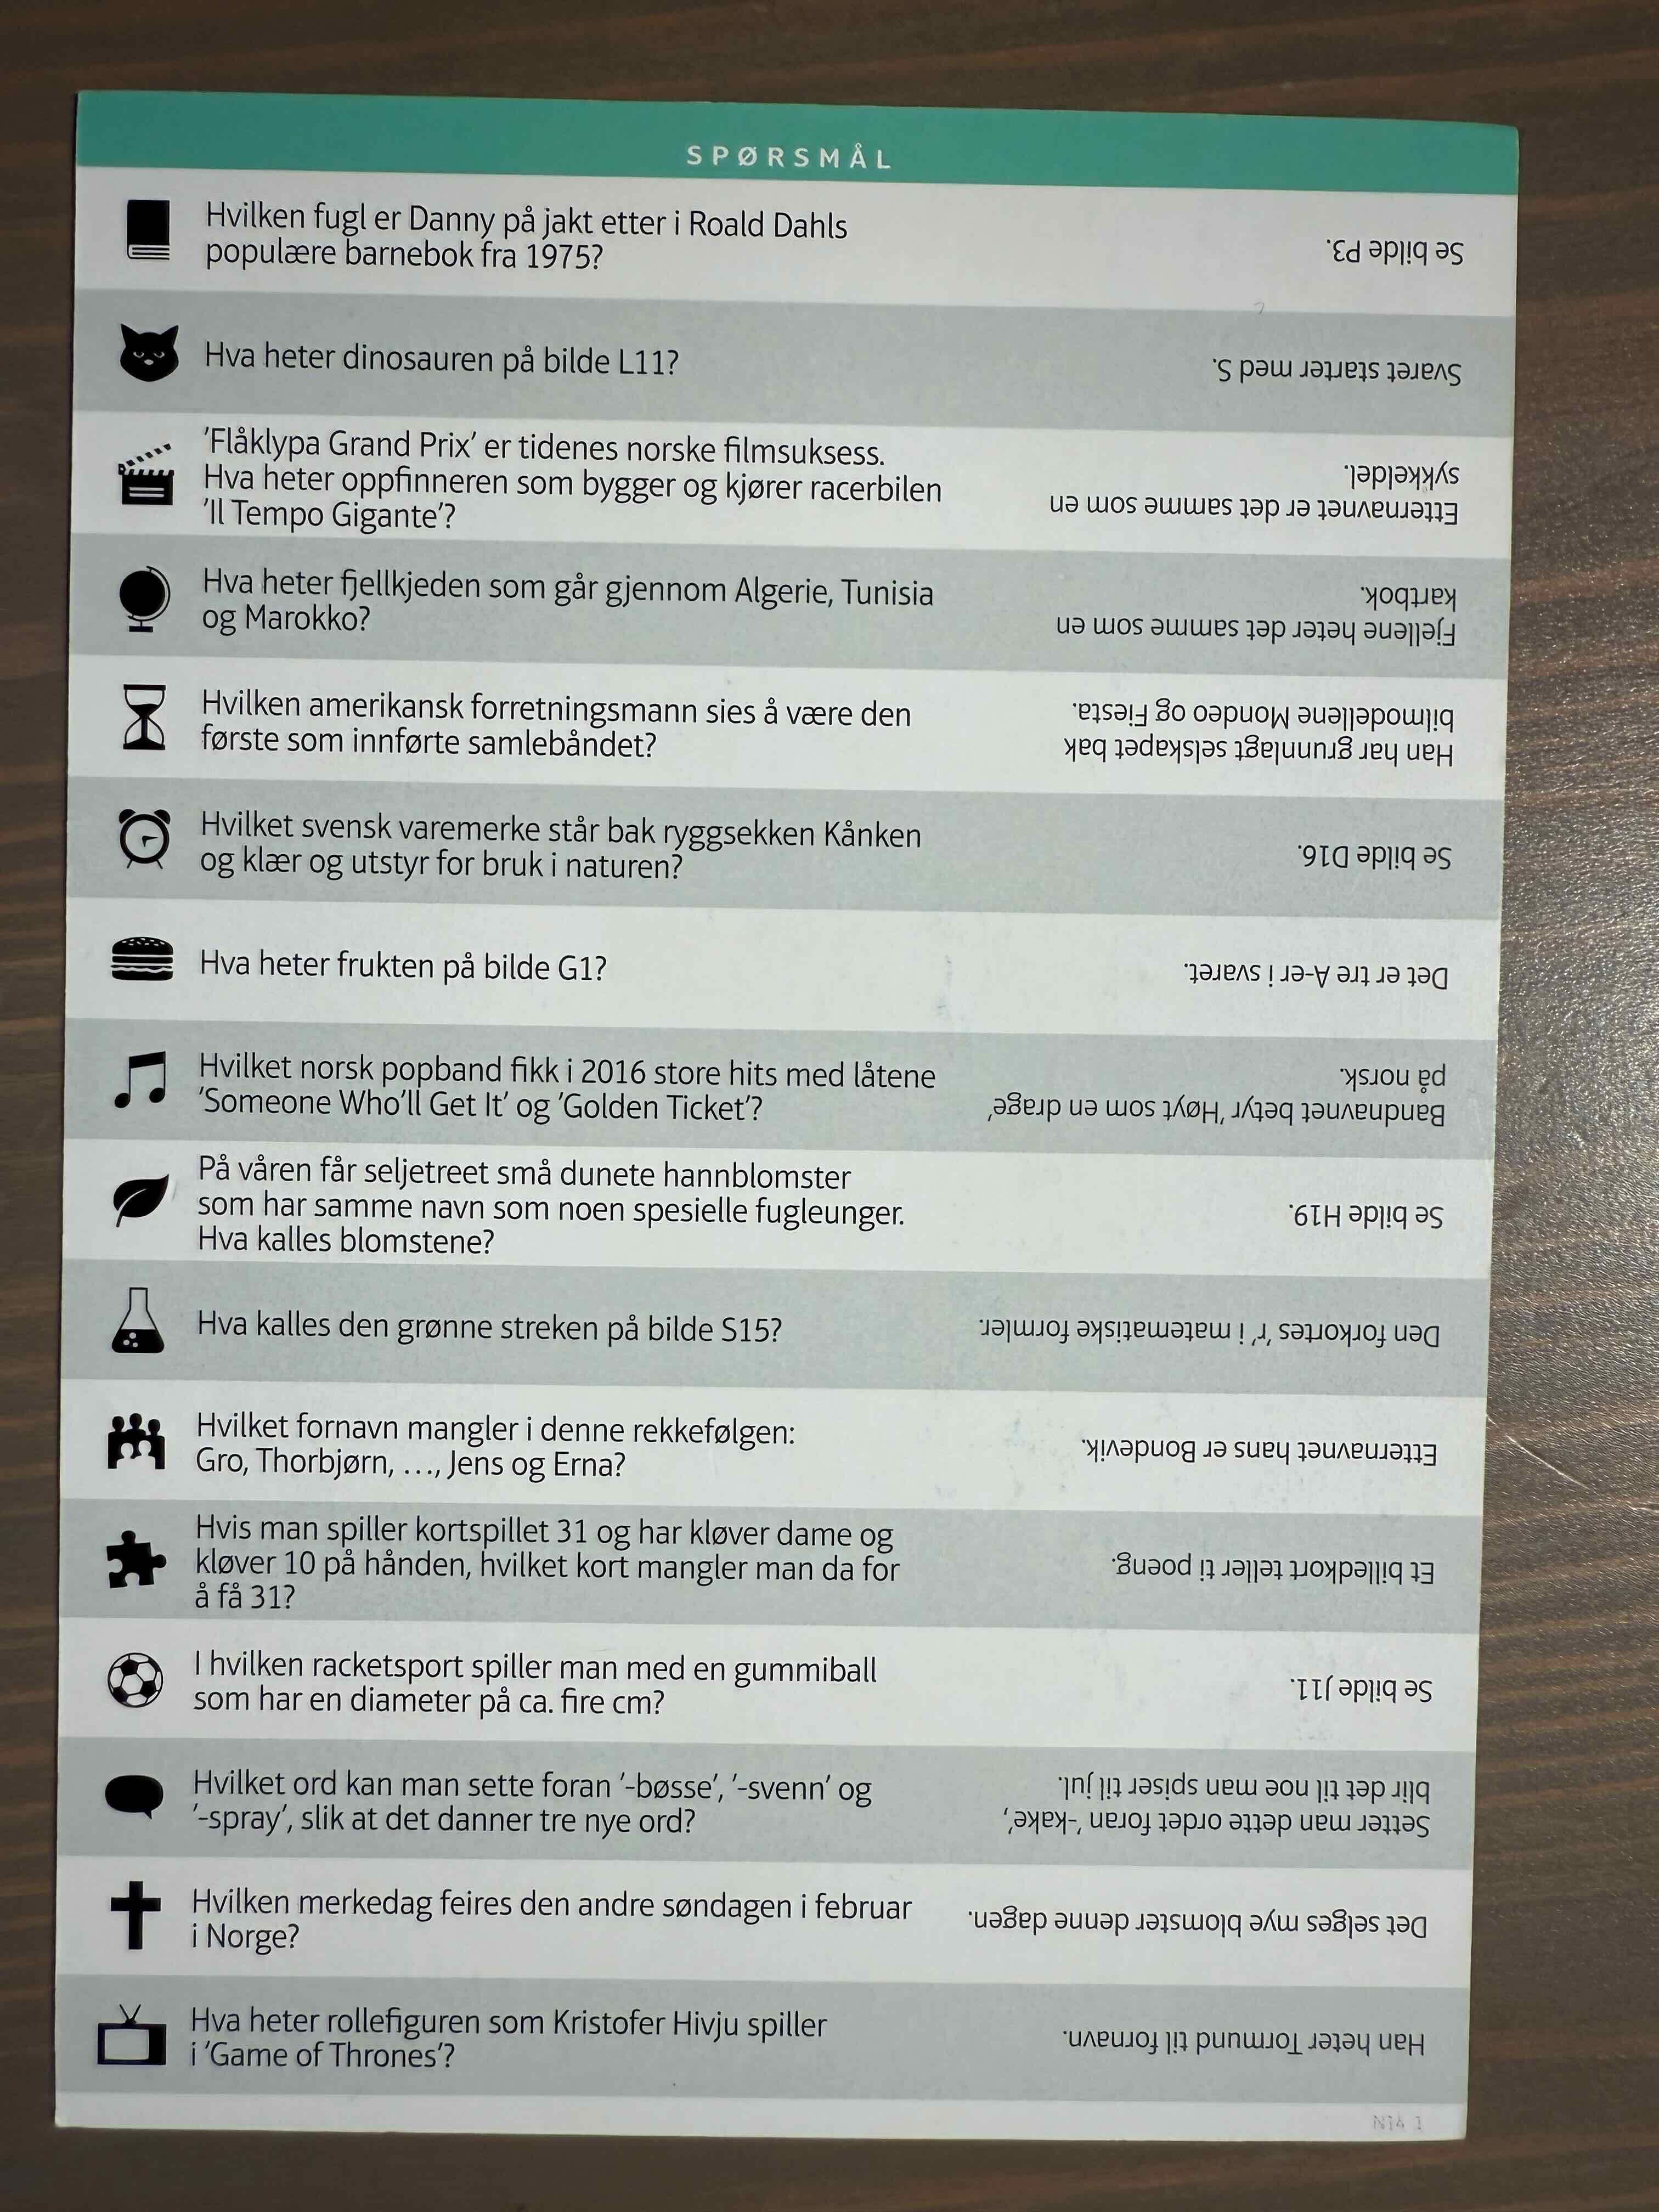 SPØRSMÅL
Hvilken fugl er Danny på jakt etter i Roald Dahls
populære barnebok fra 1975?
Se bilde P3.
Hva heter dinosauren på bilde L11?
Svaret starter med S.
'Flåklypa Grand Prix' er tidenes norske filmsuksess.
Hva heter oppfinneren som bygger og kjører racerbilen
'Il Tempo Gigante'?
Etternavnet er det samme som en
sykkeldel.
Hva heter fjellkjeden som går gjennom Algerie, Tunisia
og Marokko?
Fjellene heter det samme som en
kartbok.
Hvilken amerikansk forretningsmann sies å være den
første som innførte samlebåndet?
Han har grunnlagt selskapet bak
bilmodellene Mondeo og Fiesta.
Hvilket svensk varemerke står bak ryggsekken Kånken
og klær og utstyr for bruk i naturen?
Se bilde D16.
Hva heter frukten på bilde G1?
Det er tre A-er i svaret.
Hvilket norsk popband fikk i 2016 store hits med låtene
'Someone Who'll Get It' og 'Golden Ticket'?
Bandnavnet betyr 'Høyt som en drage'
på norsk.
På våren får seljetreet små dunete hannblomster
som har samme navn som noen spesielle fugleunger.
Hva kalles blomstene?
Se bilde H19.
Hva kalles den grønne streken på bilde S15?
Den forkortes 'r' i matematiske formler.
Hvilket fornavn mangler i denne rekkefølgen:
Gro, Thorbjørn, …, Jens og Erna?
Etternavnet hans er Bondevik.
Hvis man spiller kortspillet 31 og har kløver dame og
kløver 10 på hånden, hvilket kort mangler man da for
å få 31?
Et billedkort teller ti poeng.
I hvilken racketsport spiller man med en gummiball
som har en diameter på ca. fire cm?
Se bilde J11.
Hvilket ord kan man sette foran '-bøsse', '-svenn' og
'-spray', slik at det danner tre nye ord?
Setter man dette ordet foran '-kake',
blir det til noe man spiser til jul.
Hvilken merkedag feires den andre søndagen i februar
i Norge?
Det selges mye blomster denne dagen.
Hva heter rollefiguren som Kristofer Hivju spiller
i 'Game of Thrones'?
Han heter Tormund til fornavn.
N14 1